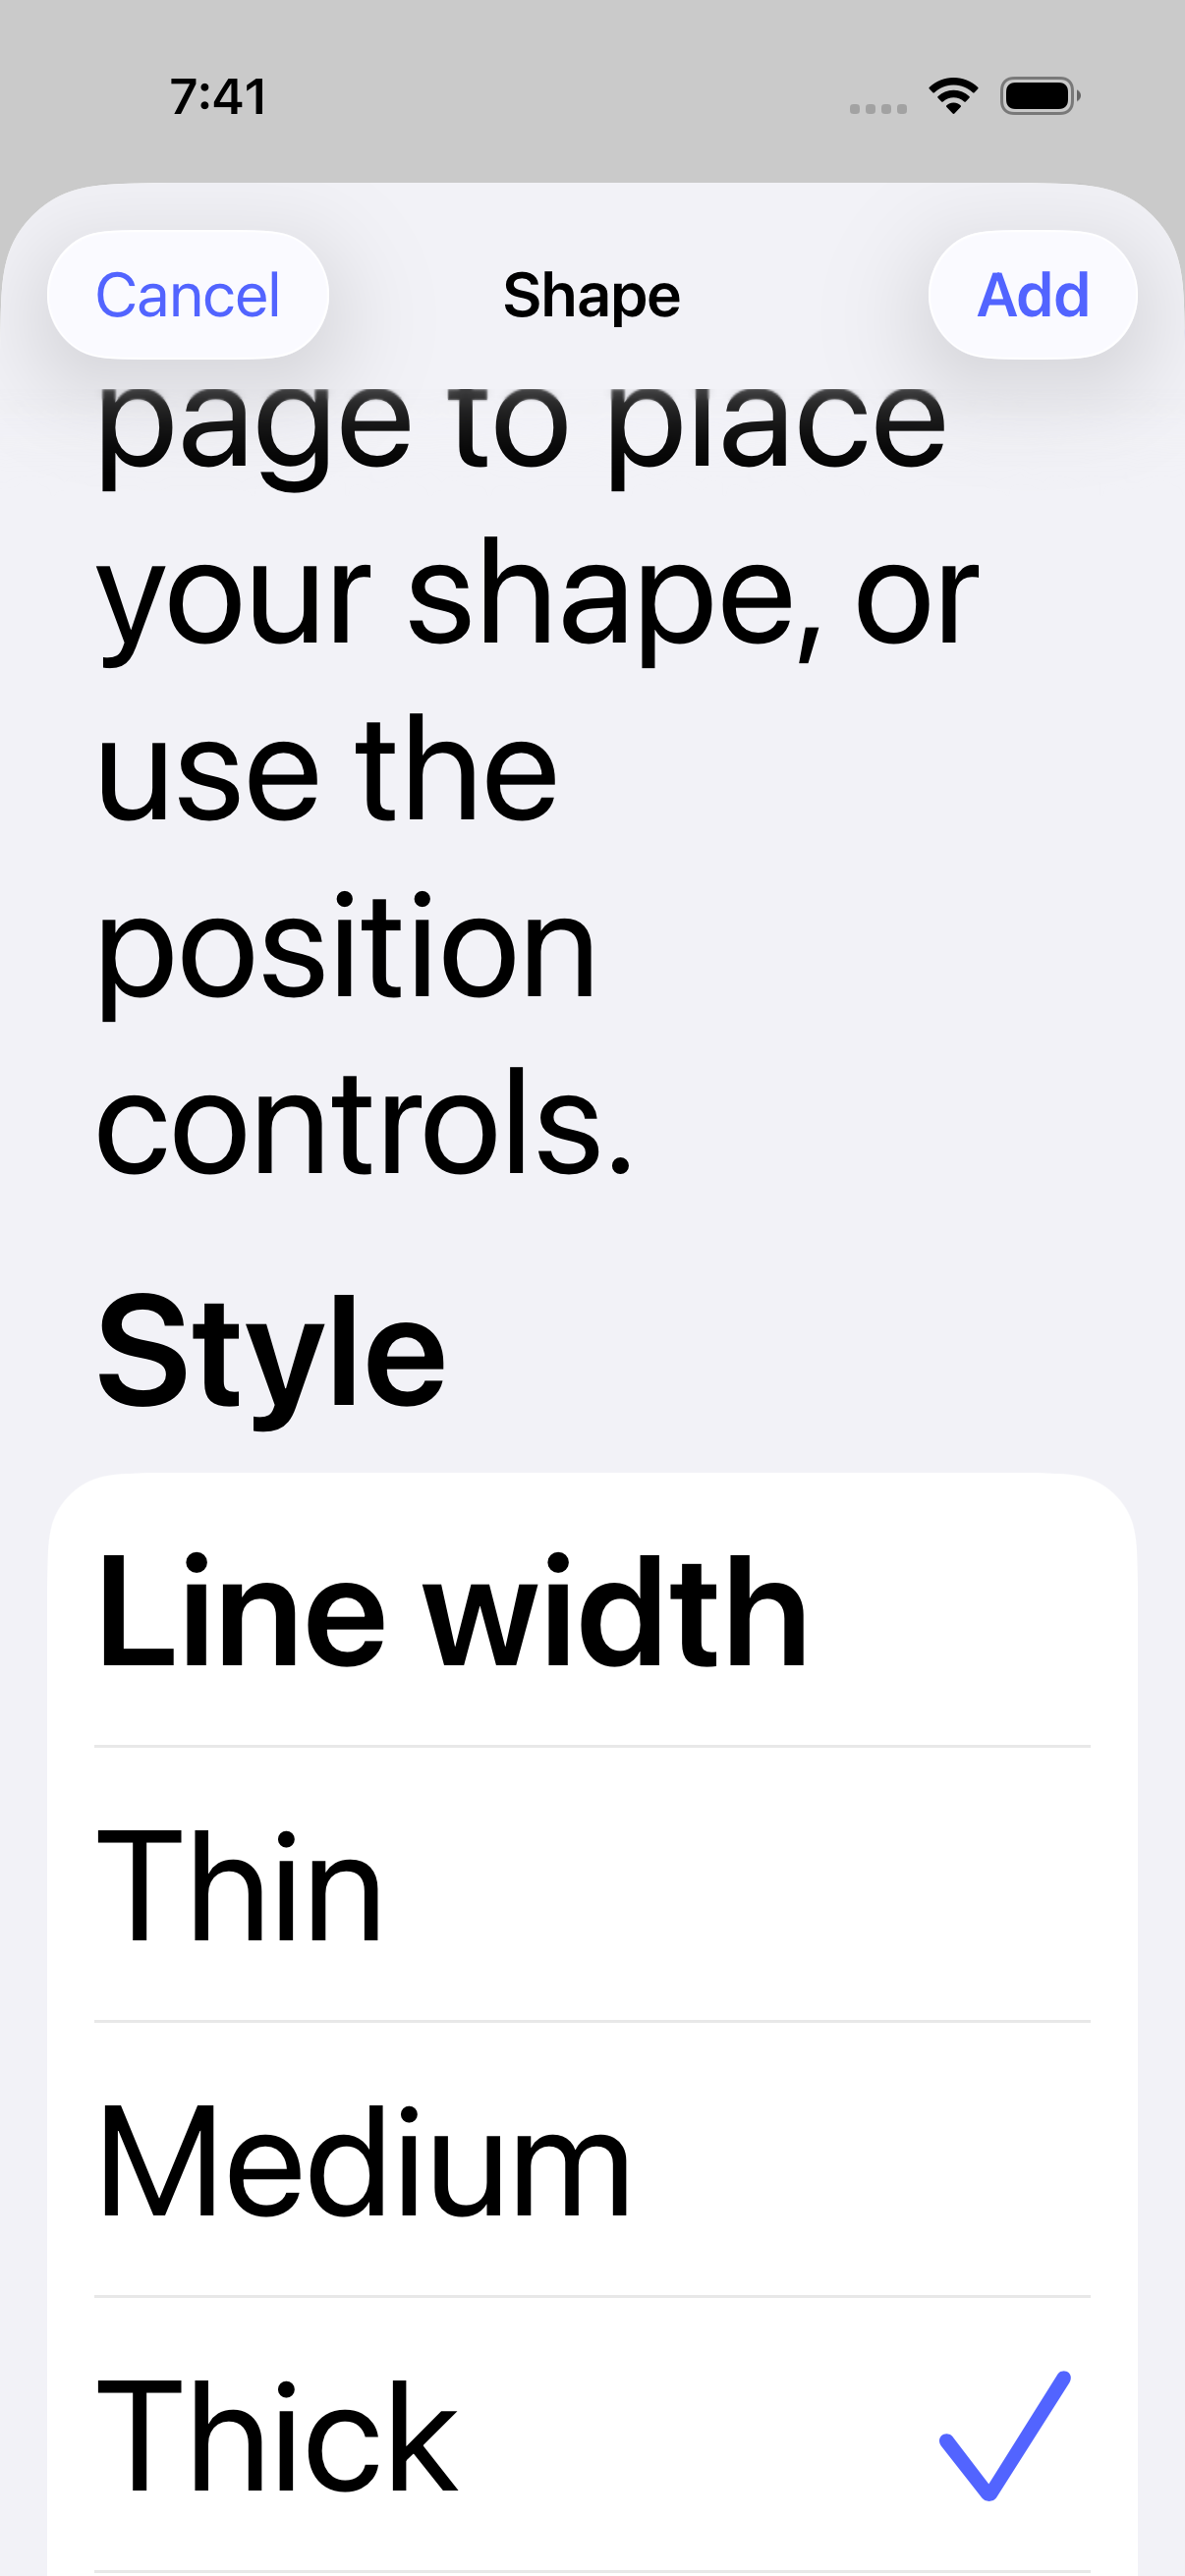 7:41
Cancel
Shape
Add
page to place
your shape, or
use the
position
controls.
Style
Line width
Thin
Medium
Thick